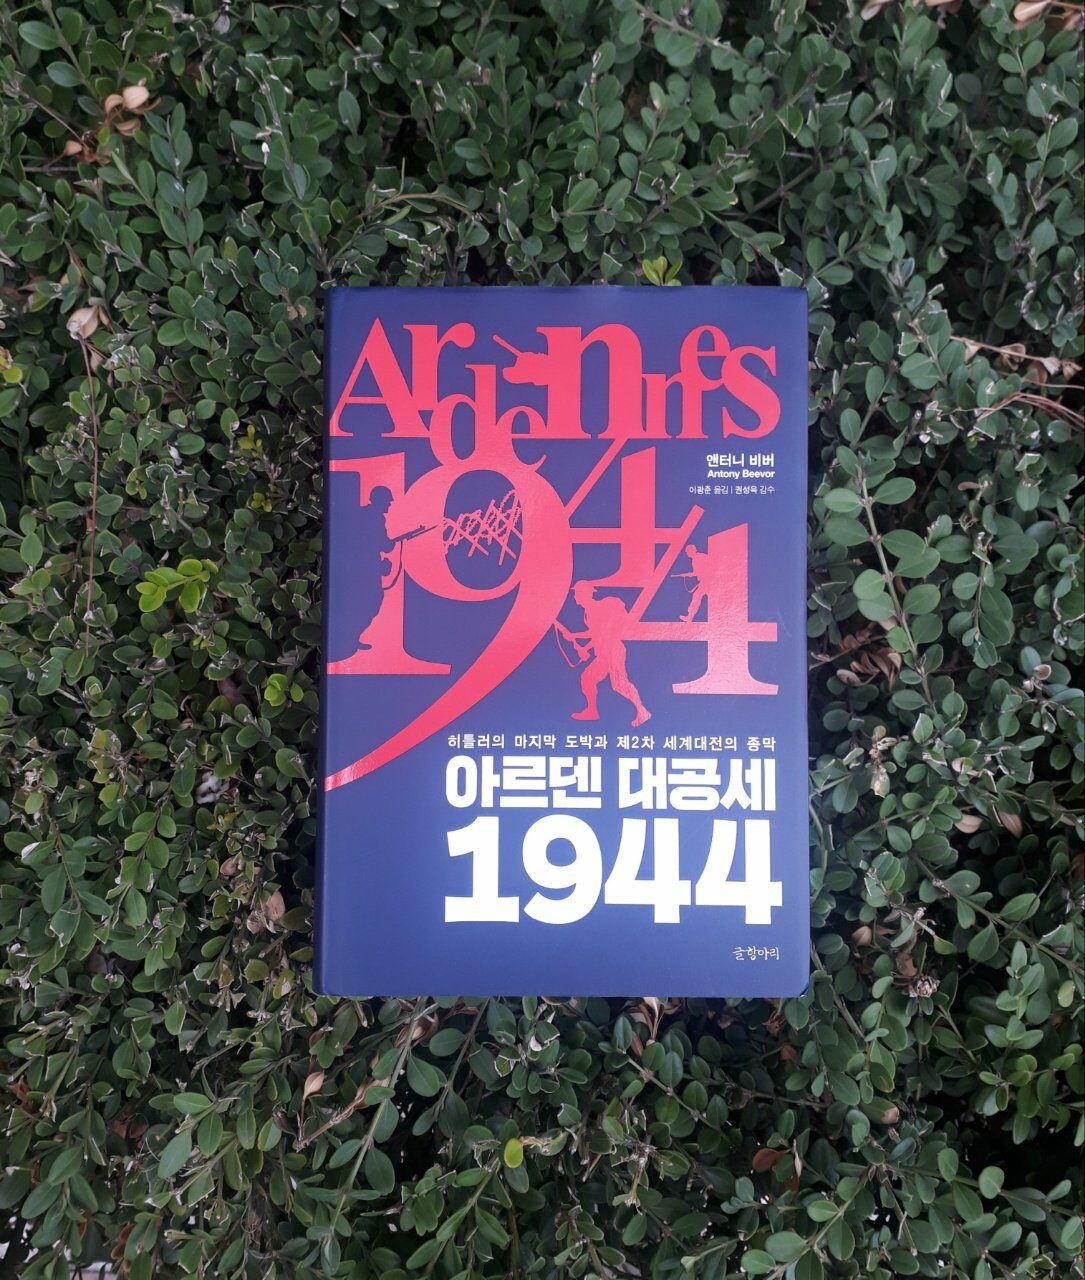 Ardennes
1944
앤터니 비버
Antony Beevor
이광준 옮김 | 권성욱 감수
히틀러의 마지막 도박과 제2차 세계대전의 종막
아르덴 대공세
1944
글항아리